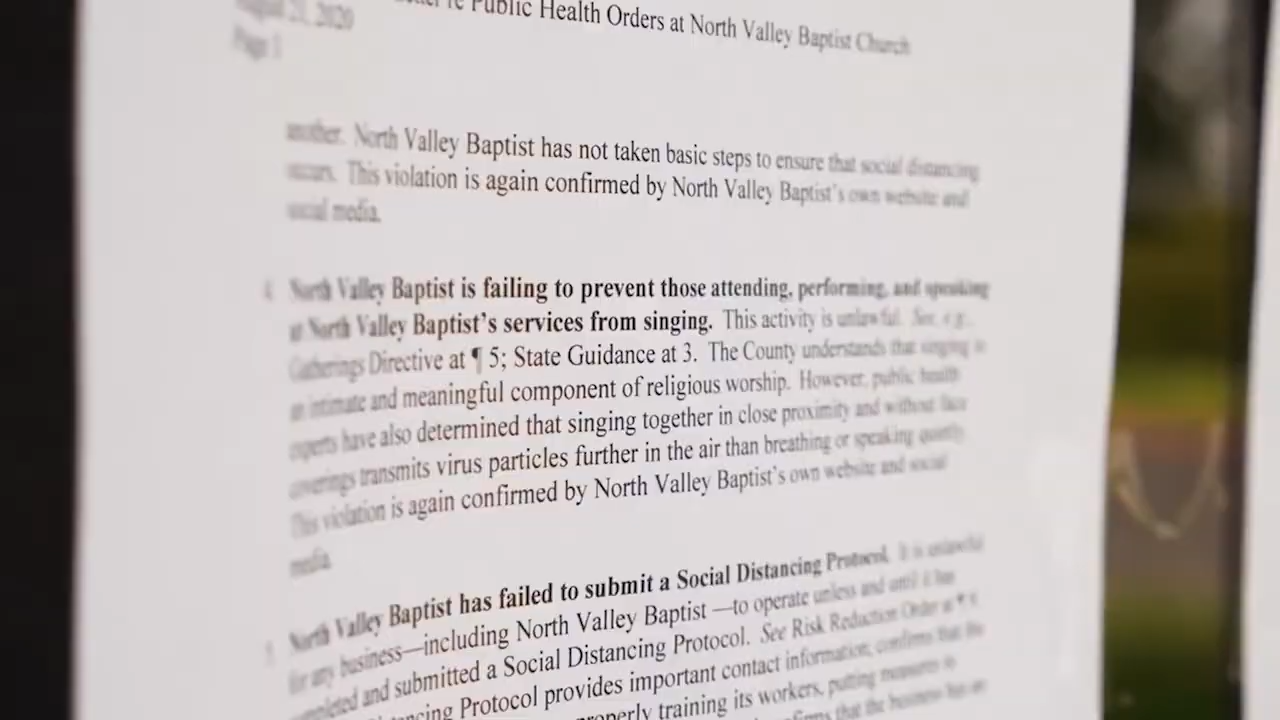 August 21, 2020
Public Health Orders at North Valley Baptist Church
Page 3
another. North Valley Baptist has not taken basic steps to ensure that social distancing
occurs. This violation is again confirmed by North Valley Baptist's own website and
social media.
4. North Valley Baptist is failing to prevent those attending, performing, and speaking
at North Valley Baptist's services from singing. This activity is unlawful. See, e.g.,
Gatherings Directive at ¶ 5; State Guidance at 3. The County understands that singing is
an intimate and meaningful component of religious worship. However, public health
experts have also determined that singing together in close proximity and without face
coverings transmits virus particles further in the air than breathing or speaking quietly.
This violation is again confirmed by North Valley Baptist's own website and social
media.
5. North Valley Baptist has failed to submit a Social Distancing Protocol. It is unlawful
for any business—including North Valley Baptist —to operate unless and until it has
completed and submitted a Social Distancing Protocol. See Risk Reduction Order at ¶
Protocol provides important contact information, confirms that the
properly training its workers, putting measures in
that the business has an